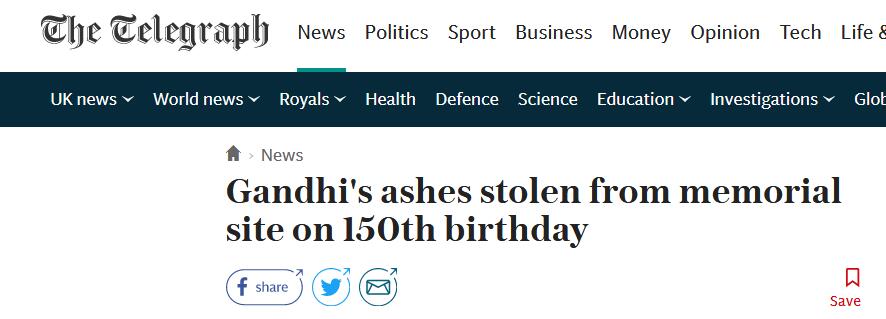 The Telegraph News Politics Sport Business Money Opinion Tech Life &
UK news World news Royals Health Defence Science Education Investigations Glob
News
Gandhi's ashes stolen from memorial
site on 150th birthday
share
Save